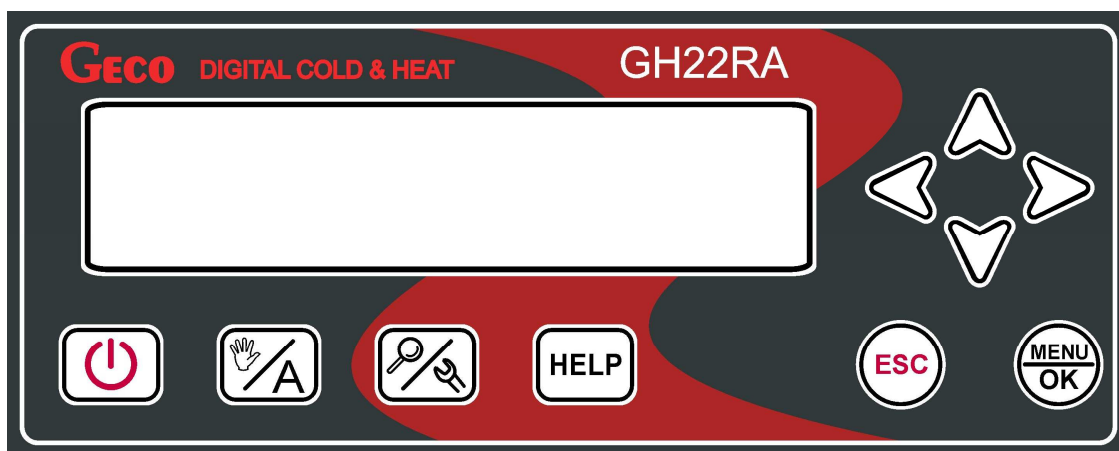 GECO DIGITAL COLD & HEAT GH22RA
A
HELP
ESC
MENU
OK